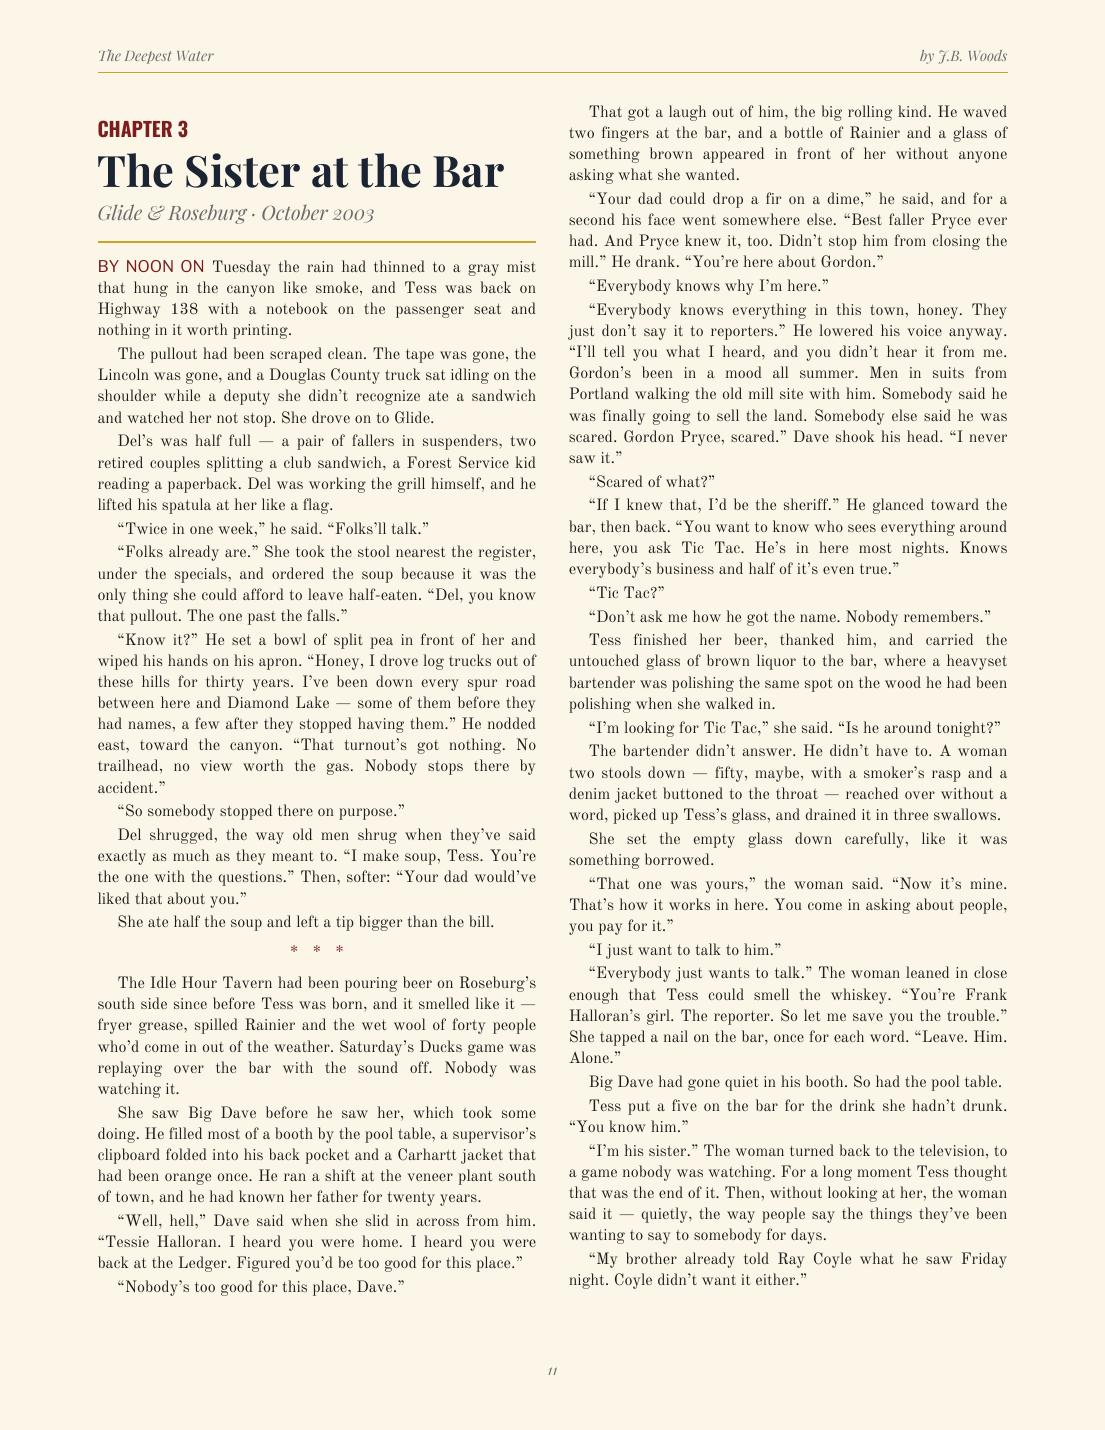 The Deepest Water
by J.B. Woods
CHAPTER 3
The Sister at the Bar
Glide & Roseburg · October 2003
BY NOON ON Tuesday the rain had thinned to a gray mist
that hung in the canyon like smoke, and Tess was back on
Highway 138 with a notebook on the passenger seat and
nothing in it worth printing.
The pullout had been scraped clean. The tape was gone, the
Lincoln was gone, and a Douglas County truck sat idling on the
shoulder while a deputy she didn’t recognize ate a sandwich
and watched her not stop. She drove on to Glide.
Del’s was half full — a pair of fallers in suspenders, two
retired couples splitting a club sandwich, a Forest Service kid
reading a paperback. Del was working the grill himself, and he
lifted his spatula at her like a flag.
“Twice in one week,” he said. “Folks’ll talk.”
“Folks already are.” She took the stool nearest the register,
under the specials, and ordered the soup because it was the
only thing she could afford to leave half-eaten. “Del, you know
that pullout. The one past the falls.”
“Know it?” He set a bowl of split pea in front of her and
wiped his hands on his apron. “Honey, I drove log trucks out of
these hills for thirty years. I’ve been down every spur road
between here and Diamond Lake — some of them before they
had names, a few after they stopped having them.” He nodded
east, toward the canyon. “That turnout’s got nothing. No
trailhead, no view worth the gas. Nobody stops there by
accident.”
“So somebody stopped there on purpose.”
Del shrugged, the way old men shrug when they’ve said
exactly as much as they meant to. “I make soup, Tess. You’re
the one with the questions.” Then, softer: “Your dad would’ve
liked that about you.”
She ate half the soup and left a tip bigger than the bill.
* * *
The Idle Hour Tavern had been pouring beer on Roseburg’s
south side since before Tess was born, and it smelled like it —
fryer grease, spilled Rainier and the wet wool of forty people
who’d come in out of the weather. Saturday’s Ducks game was
replaying over the bar with the sound off. Nobody was
watching it.
She saw Big Dave before he saw her, which took some
doing. He filled most of a booth by the pool table, a supervisor’s
clipboard folded into his back pocket and a Carhartt jacket that
had been orange once. He ran a shift at the veneer plant south
of town, and he had known her father for twenty years.
“Well, hell,” Dave said when she slid in across from him.
“Tessie Halloran. I heard you were home. I heard you were
back at the Ledger. Figured you’d be too good for this place.”
“Nobody’s too good for this place, Dave.”
That got a laugh out of him, the big rolling kind. He waved
two fingers at the bar, and a bottle of Rainier and a glass of
something brown appeared in front of her without anyone
asking what she wanted.
“Your dad could drop a fir on a dime,” he said, and for a
second his face went somewhere else. “Best faller Pryce ever
had. And Pryce knew it, too. Didn’t stop him from closing the
mill.” He drank. “You’re here about Gordon.”
“Everybody knows why I’m here.”
“Everybody knows everything in this town, honey. They
just don’t say it to reporters.” He lowered his voice anyway.
“I’ll tell you what I heard, and you didn’t hear it from me.
Gordon’s been in a mood all summer. Men in suits from
Portland walking the old mill site with him. Somebody said he
was finally going to sell the land. Somebody else said he was
scared. Gordon Pryce, scared.” Dave shook his head. “I never
saw it.”
“Scared of what?”
“If I knew that, I’d be the sheriff.” He glanced toward the
bar, then back. “You want to know who sees everything around
here, you ask Tic Tac. He’s in here most nights. Knows
everybody’s business and half of it’s even true.”
“Tic Tac?”
“Don’t ask me how he got the name. Nobody remembers.”
Tess finished her beer, thanked him, and carried the
untouched glass of brown liquor to the bar, where a heavyset
bartender was polishing the same spot on the wood he had been
polishing when she walked in.
“I’m looking for Tic Tac,” she said. “Is he around tonight?”
The bartender didn’t answer. He didn’t have to. A woman
two stools down — fifty, maybe, with a smoker’s rasp and a
denim jacket buttoned to the throat — reached over without a
word, picked up Tess’s glass, and drained it in three swallows.
She set the empty glass down carefully, like it was
something borrowed.
“That one was yours,” the woman said. “Now it’s mine.
That’s how it works in here. You come in asking about people,
you pay for it.”
“I just want to talk to him.”
“Everybody just wants to talk.” The woman leaned in close
enough that Tess could smell the whiskey. “You’re Frank
Halloran’s girl. The reporter. So let me save you the trouble.”
She tapped a nail on the bar, once for each word. “Leave. Him.
Alone.”
Big Dave had gone quiet in his booth. So had the pool table.
Tess put a five on the bar for the drink she hadn’t drunk.
“You know him.”
“I’m his sister.” The woman turned back to the television, to
a game nobody was watching. For a long moment Tess thought
that was the end of it. Then, without looking at her, the woman
said it — quietly, the way people say the things they’ve been
wanting to say to somebody for days.
“My brother already told Ray Coyle what he saw Friday
night. Coyle didn’t want it either.”
11